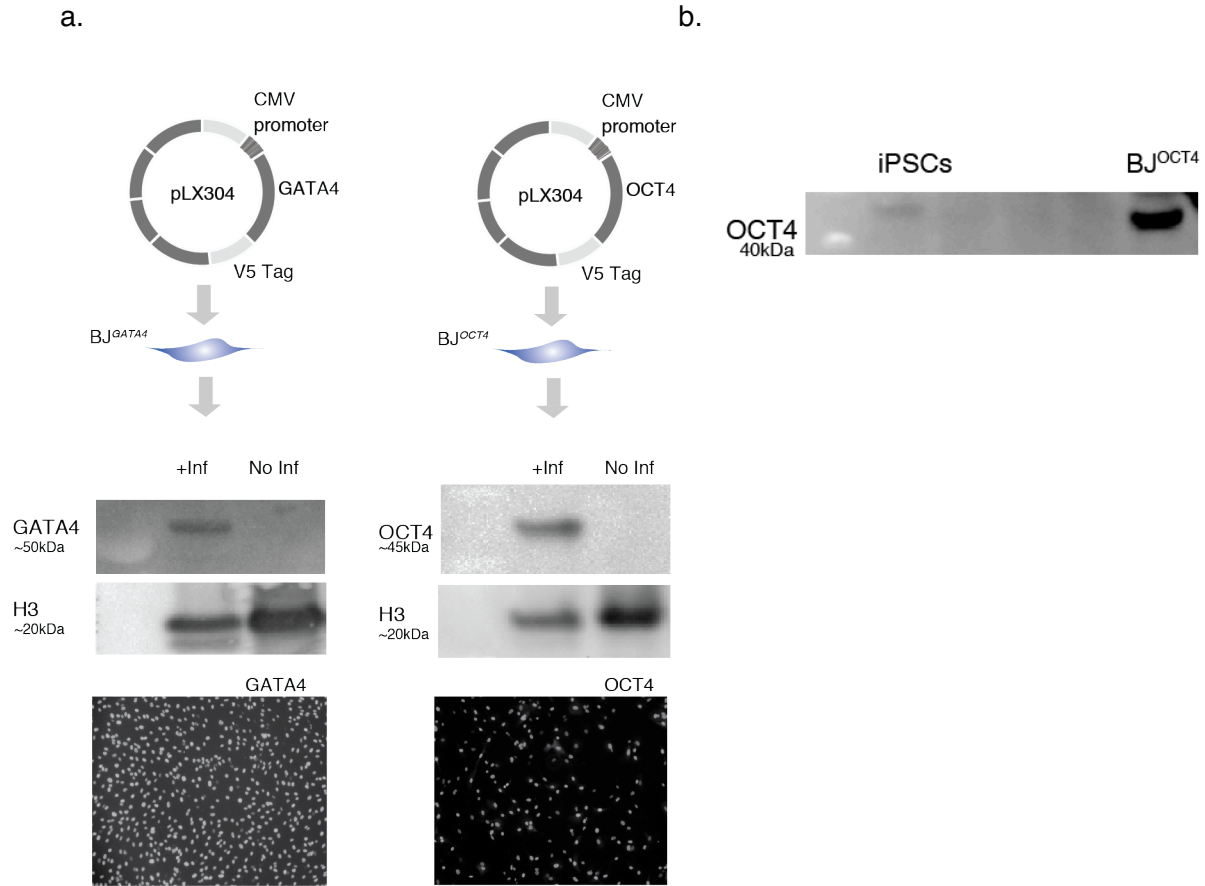 a.
CMV
promoter
pLX304
GATA4
V5 Tag
BJGATA4
+Inf No Inf
GATA4
~50kDa
H3
~20kDa
GATA4
CMV
promoter
pLX304
OCT4
V5 Tag
BJOCT4
+Inf No Inf
OCT4
~45kDa
H3
~20kDa
OCT4
b.
iPSCs BJOCT4
OCT4
40kDa